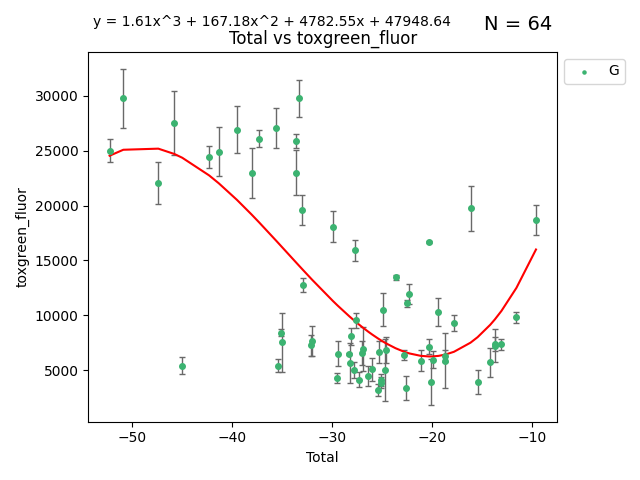 y = 1.61x^3 + 167.18x^2 + 4782.55x + 47948.64
N = 64
Total vs toxgreen_fluor
G
30000
25000
20000
15000
10000
5000
toxgreen_fluor
−50 −40 −30 −20 −10
Total